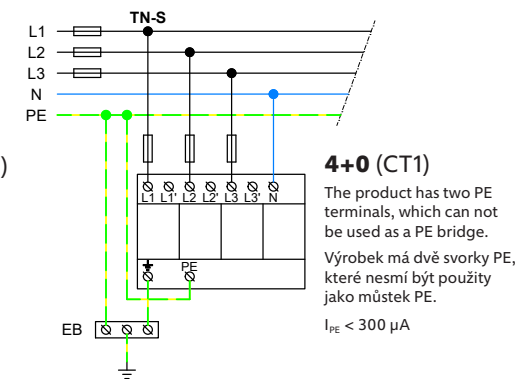 TN-S
L1
L2
L3
N
PE
)
L1 L1' L2 L2' L3 L3' N
PE
EB
4+0 (CT1)
The product has two PE
terminals, which can not
be used as a PE bridge.
Výrobek má dvě svorky PE,
které nesmí být použity
jako můstek PE.
I_PE < 300 µA